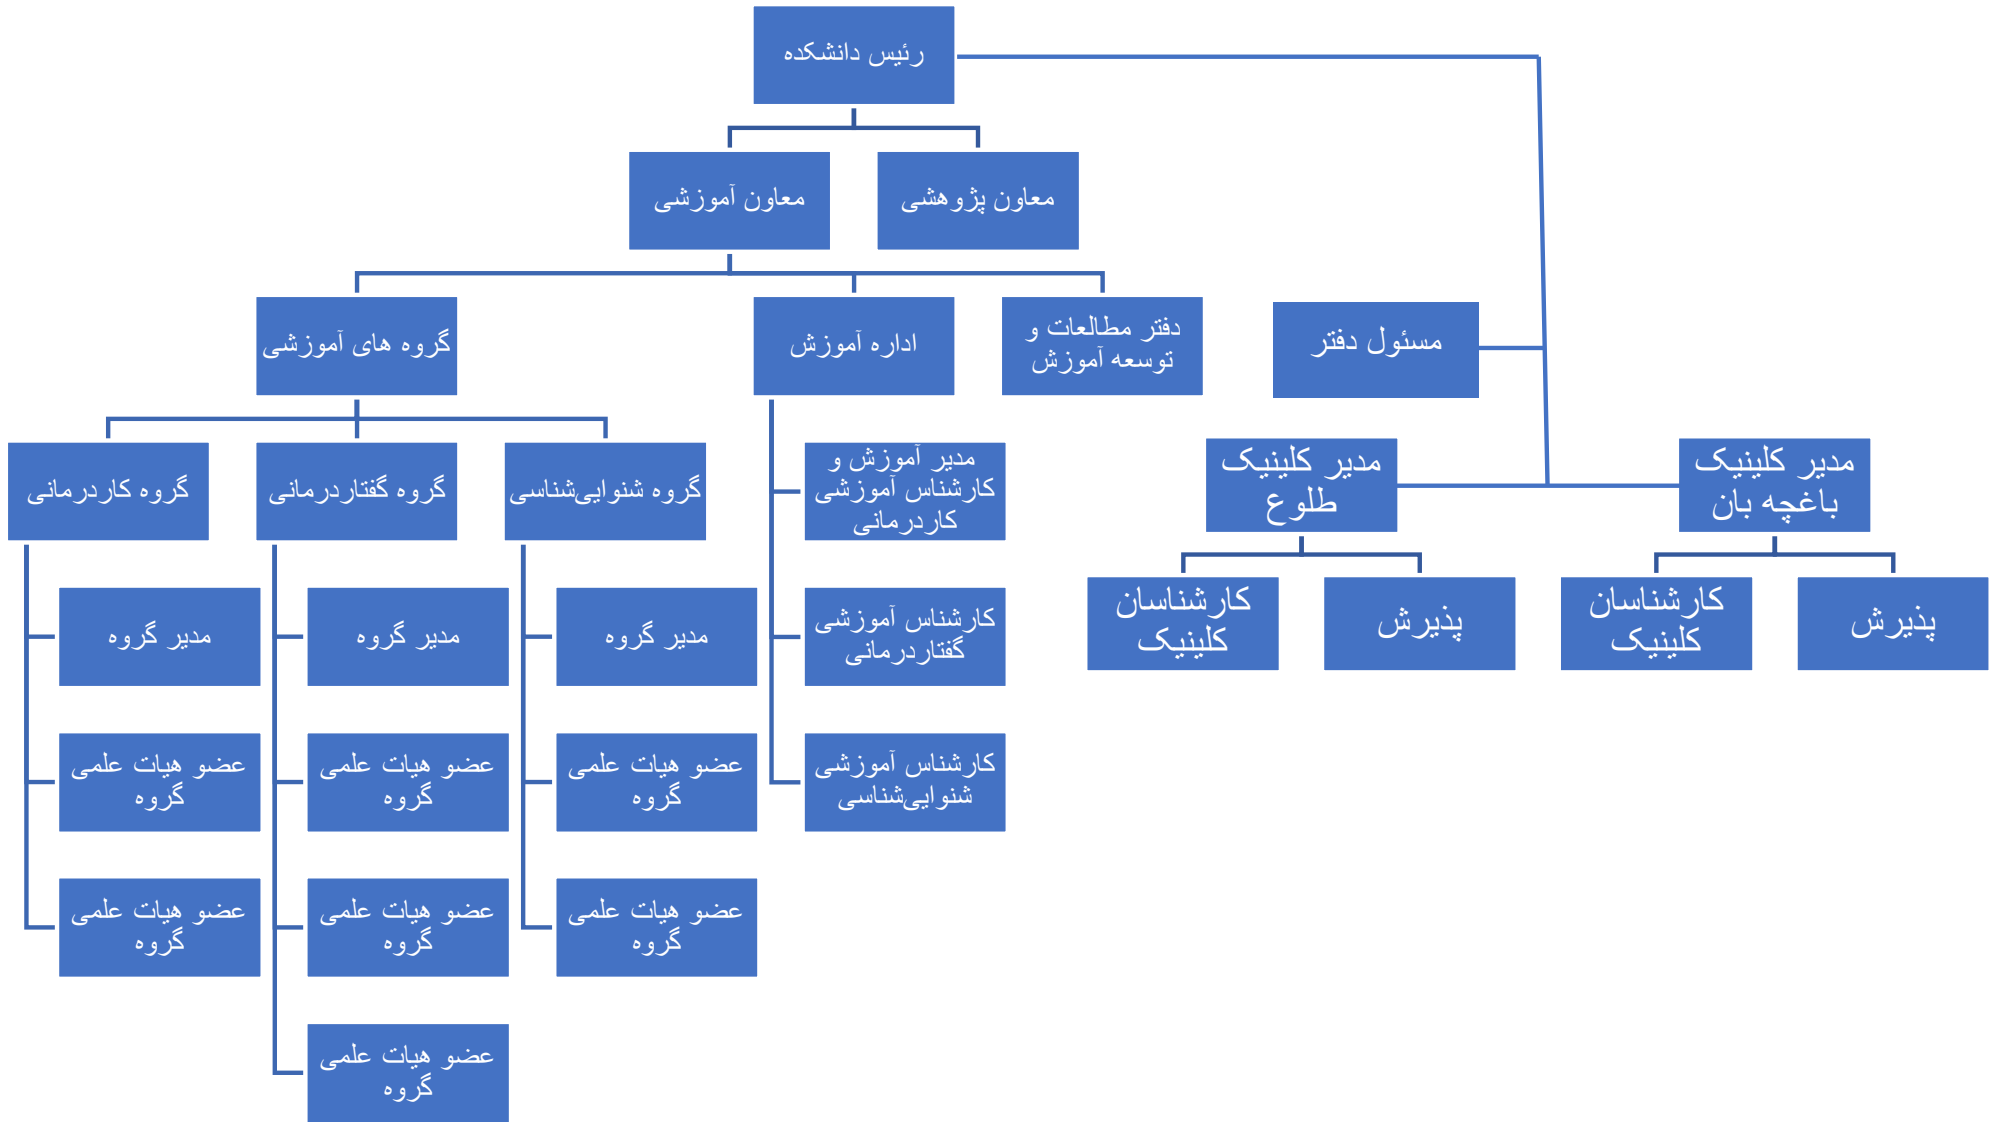 رئیس دانشکده
معاون پژوهشی
معاون آموزشی
دفتر مطالعات و
توسعه آموزش
اداره آموزش
گروه های آموزشی
مسئول دفتر
مدیر کلینیک
باغچه بان
مدیر کلینیک
طلوع
پذیرش
کارشناسان
کلینیک
پذیرش
کارشناسان
کلینیک
مدیر آموزش و
کارشناس آموزشی
کاردرمانی
کارشناس آموزشی
گفتاردرمانی
کارشناس آموزشی
شنوایی‌شناسی
گروه شنوایی‌شناسی
مدیر گروه
عضو هیات علمی
گروه
عضو هیات علمی
گروه
گروه گفتاردرمانی
مدیر گروه
عضو هیات علمی
گروه
عضو هیات علمی
گروه
عضو هیات علمی
گروه
گروه کاردرمانی
مدیر گروه
عضو هیات علمی
گروه
عضو هیات علمی
گروه